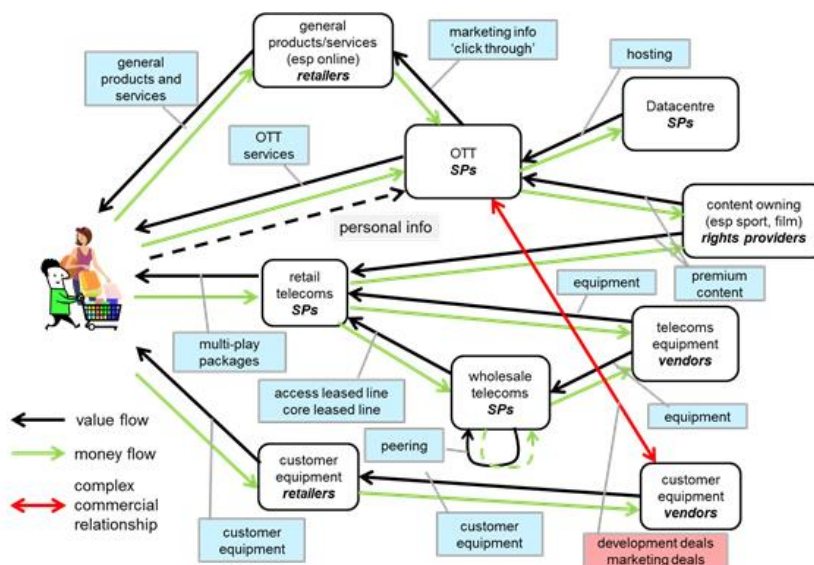 general
products/services
(esp online)
retailers
marketing info
'click through'
hosting
general
products and
services
Datacentre
SPs
OTT
services
OTT
SPs
personal info
content owning
(esp sport, film)
rights providers
retail
telecoms
SPs
equipment
premium
content
multi-play
packages
telecoms
equipment
vendors
access leased line
core leased line
wholesale
telecoms
SPs
equipment
value flow
peering
money flow
customer
equipment
retailers
customer
equipment
vendors
complex
commercial
relationship
customer
equipment
customer
equipment
development deals
marketing deals